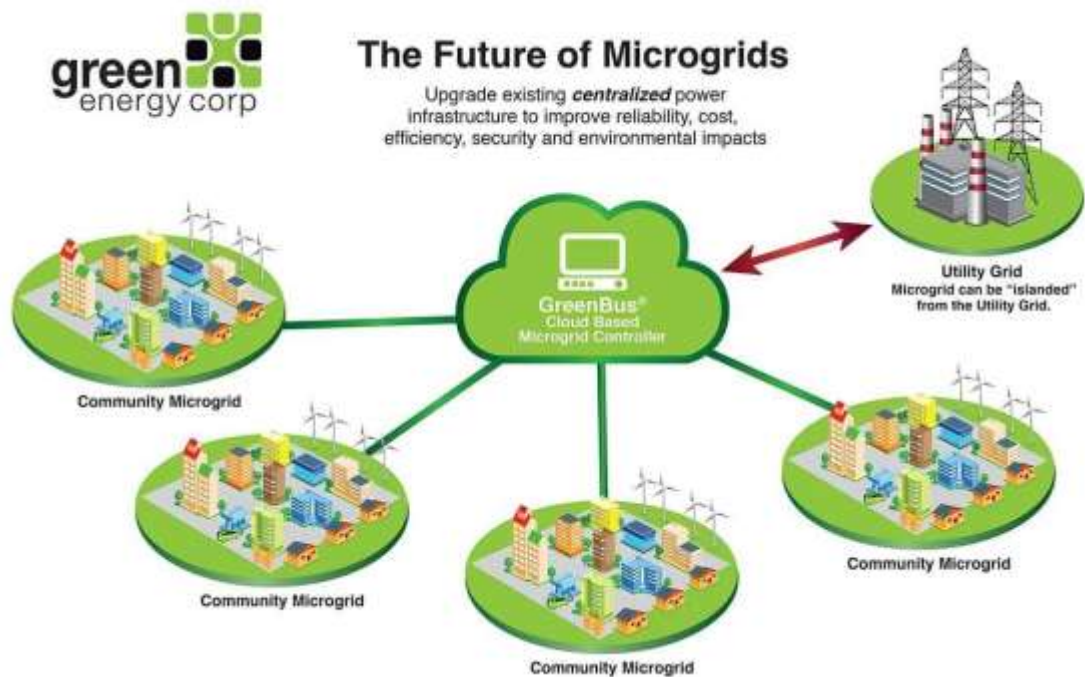 green
energy corp
The Future of Microgrids
Upgrade existing centralized power
infrastructure to improve reliability, cost,
efficiency, security and environmental impacts
GreenBus®
Cloud Based
Microgrid Controller
Utility Grid
Microgrid can be "islanded"
from the Utility Grid.
Community Microgrid
Community Microgrid
Community Microgrid
Community Microgrid